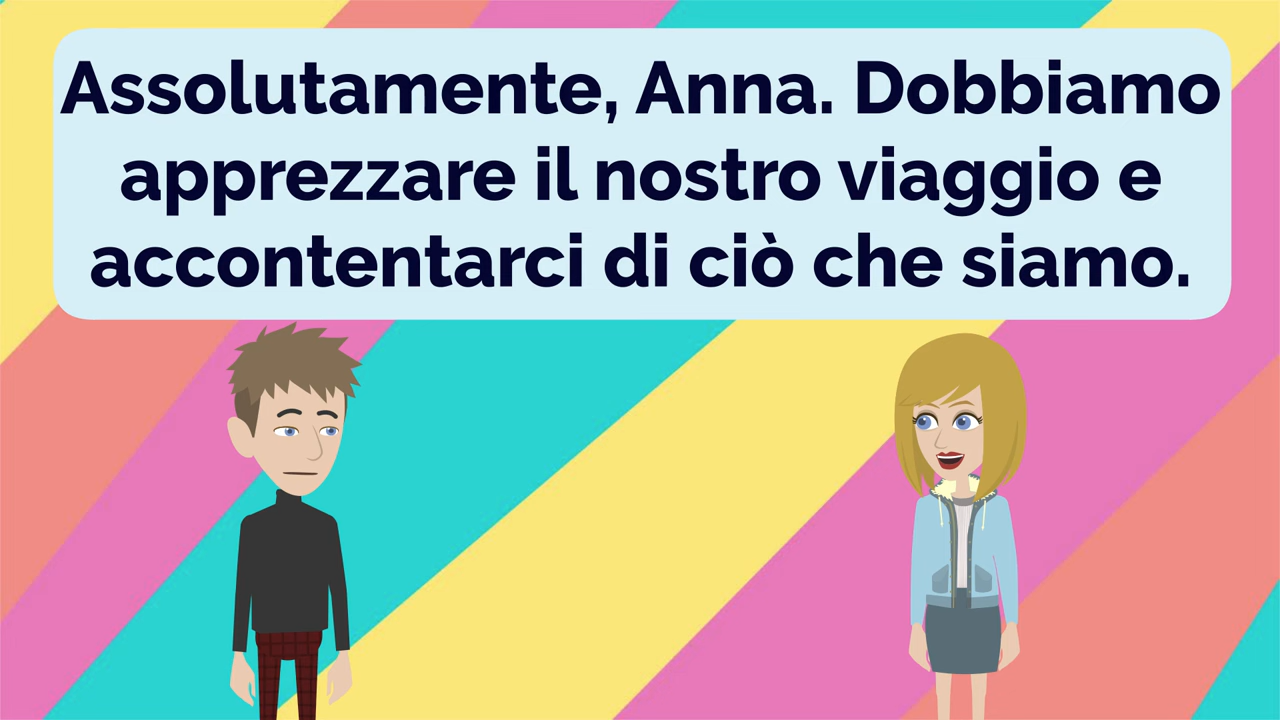 Assolutamente, Anna. Dobbiamo
apprezzare il nostro viaggio e
accontentarci di ciò che siamo.